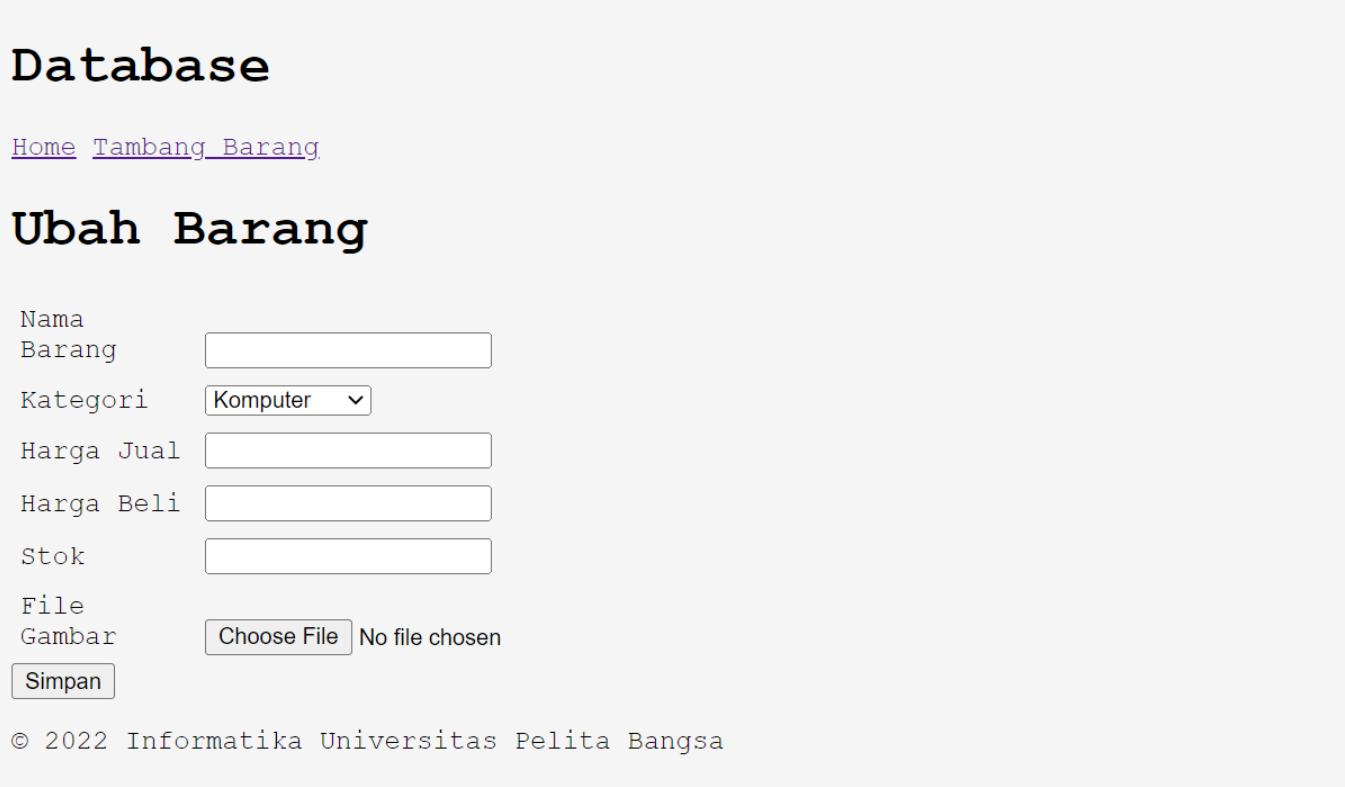 Database
Home Tambang Barang
Ubah Barang
Nama
Barang
Kategori Komputer
Harga Jual
Harga Beli
Stok
File
Gambar Choose File No file chosen
Simpan
© 2022 Informatika Universitas Pelita Bangsa